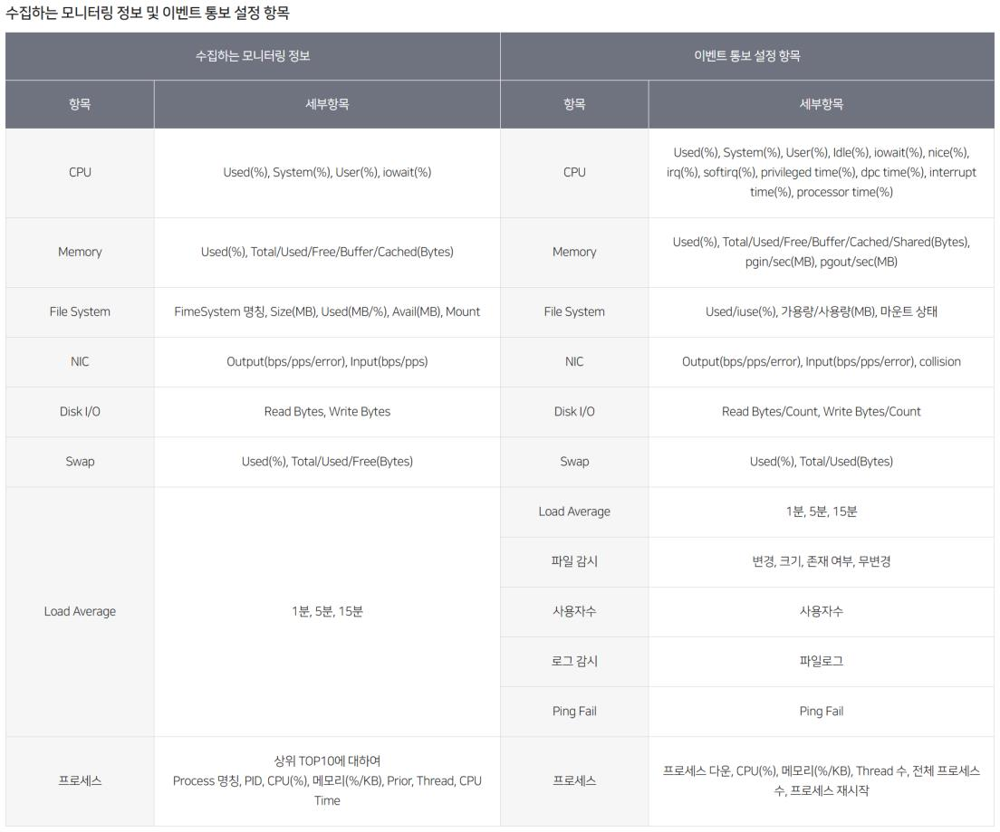 수집하는 모니터링 정보 및 이벤트 통보 설정 항목
수집하는 모니터링 정보
이벤트 통보 설정 항목
항목
세부항목
항목
세부항목
CPU
Used(%), System(%), User(%), iowait(%)
CPU
Used(%), System(%), User(%), Idle(%), iowait(%), nice(%),
irq(%), softirq(%), privileged time(%), dpc time(%), interrupt
time(%), processor time(%)
Memory
Used(%), Total/Used/Free/Buffer/Cached(Bytes)
Memory
Used(%), Total/Used/Free/Buffer/Cached/Shared(Bytes),
pgin/sec(MB), pgout/sec(MB)
File System
FimeSystem 명칭, Size(MB), Used(MB/%), Avail(MB), Mount
File System
Used/iuse(%), 가용량/사용량(MB), 마운트 상태
NIC
Output(bps/pps/error), Input(bps/pps)
NIC
Output(bps/pps/error), Input(bps/pps/error), collision
Disk I/O
Read Bytes, Write Bytes
Disk I/O
Read Bytes/Count, Write Bytes/Count
Swap
Used(%), Total/Used/Free(Bytes)
Swap
Used(%), Total/Used(Bytes)
Load Average
1분, 5분, 15분
Load Average
1분, 5분, 15분
파일 감시
변경, 크기, 존재 여부, 무변경
사용자수
사용자수
로그 감시
파일로그
Ping Fail
Ping Fail
프로세스
상위 TOP10에 대하여
Process 명칭, PID, CPU(%), 메모리(%/KB), Prior, Thread, CPU
Time
프로세스
프로세스 다운, CPU(%), 메모리(%/KB), Thread 수, 전체 프로세스
수, 프로세스 재시작